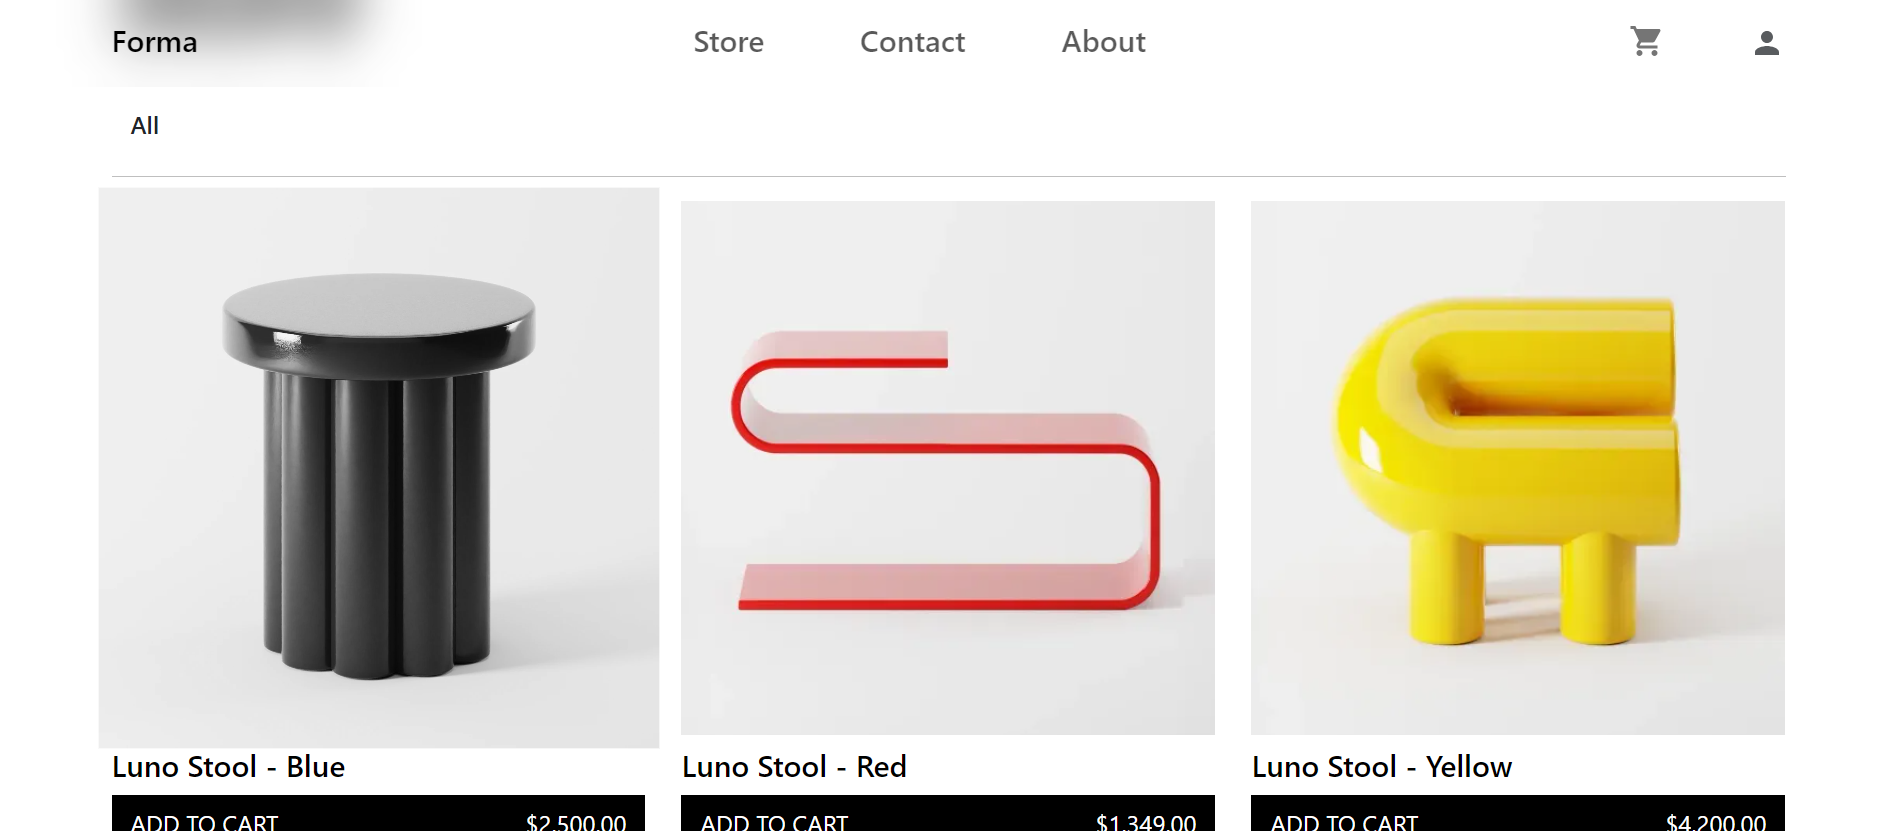 Forma Store Contact About
All
Luno Stool - Blue Luno Stool - Red Luno Stool - Yellow
ADD TO CART $2,500.00 ADD TO CART $1,349.00 ADD TO CART $4,200.00